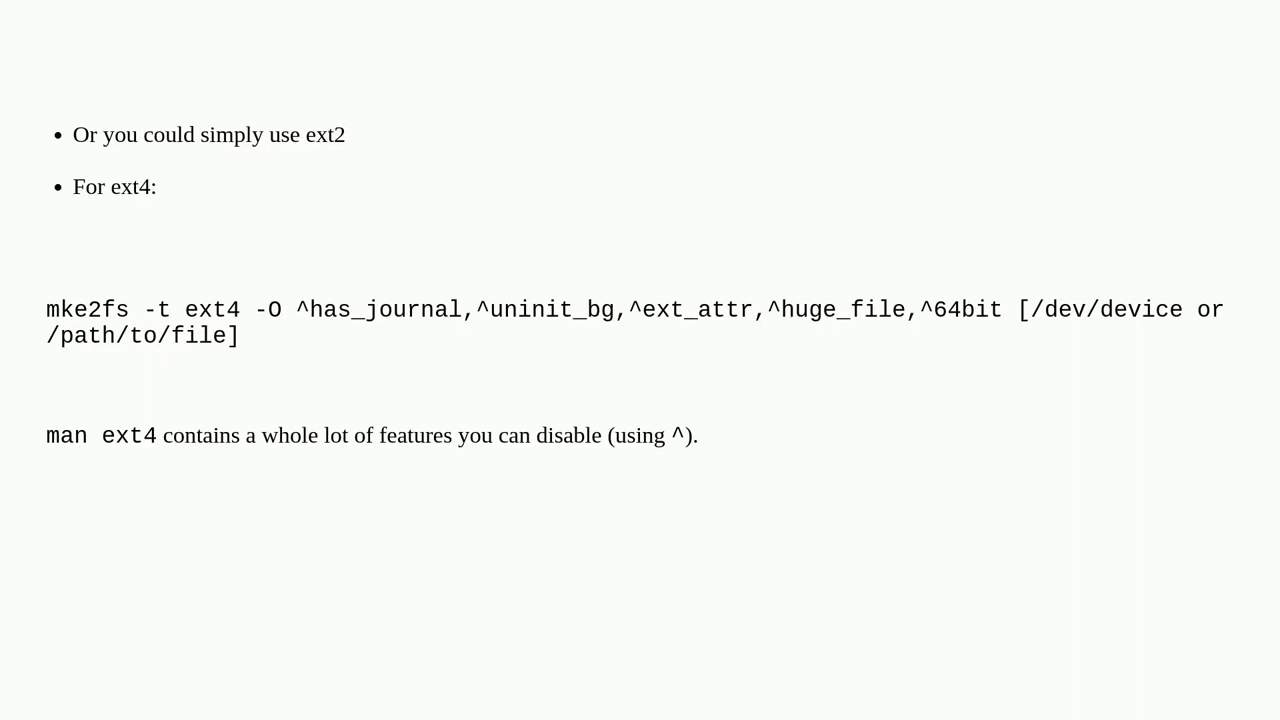 • Or you could simply use ext2
• For ext4:
mke2fs -t ext4 -O ^has_journal,^uninit_bg,^ext_attr,^huge_file,^64bit [/dev/device or
/path/to/file]
man ext4 contains a whole lot of features you can disable (using ^).